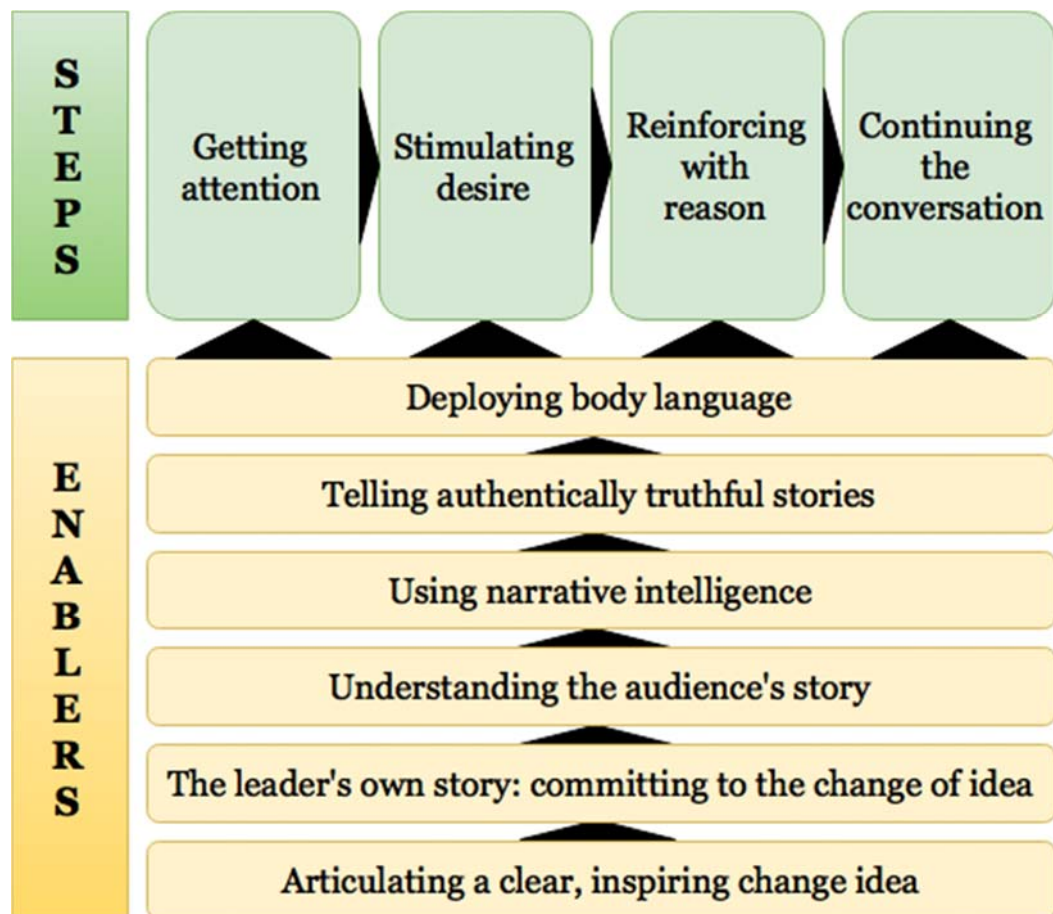 STEPS
Getting
attention
Stimulating
desire
Reinforcing
with
reason
Continuing
the
conversation
ENABLERS
Deploying body language
Telling authentically truthful stories
Using narrative intelligence
Understanding the audience's story
The leader's own story: committing to the change of idea
Articulating a clear, inspiring change idea